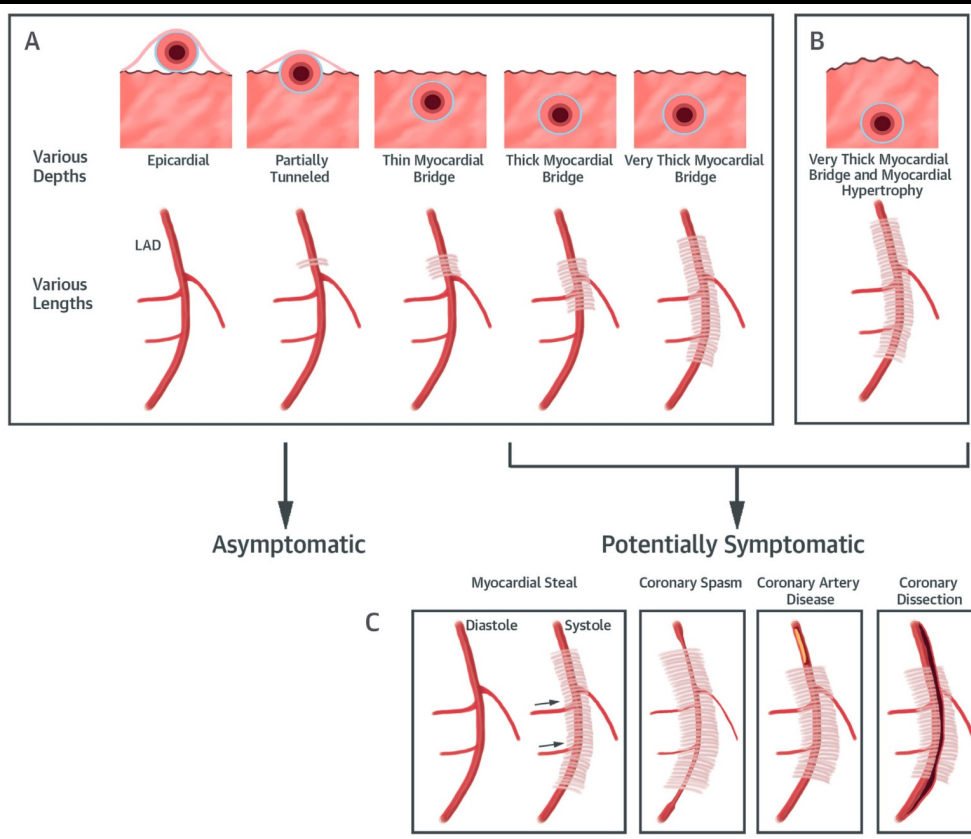 A
B
Various
Depths
Epicardial
Partially
Tunneled
Thin Myocardial
Bridge
Thick Myocardial
Bridge
Very Thick Myocardial
Bridge
Very Thick Myocardial
Bridge and Myocardial
Hypertrophy
LAD
Various
Lengths
Asymptomatic
Potentially Symptomatic
C
Myocardial Steal
Diastole
Systole
Coronary Spasm
Coronary Artery
Disease
Coronary
Dissection